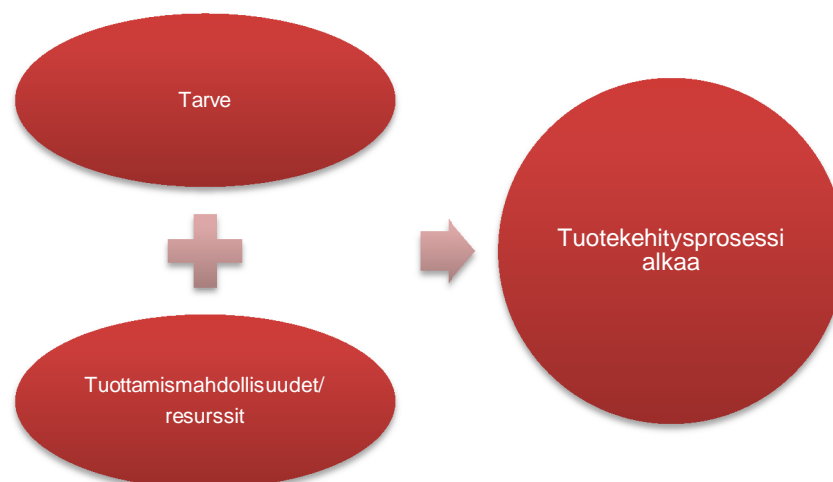 Tarve
Tuottamismahdollisuudet/
resurssit
Tuotekehitysprosessi
alkaa